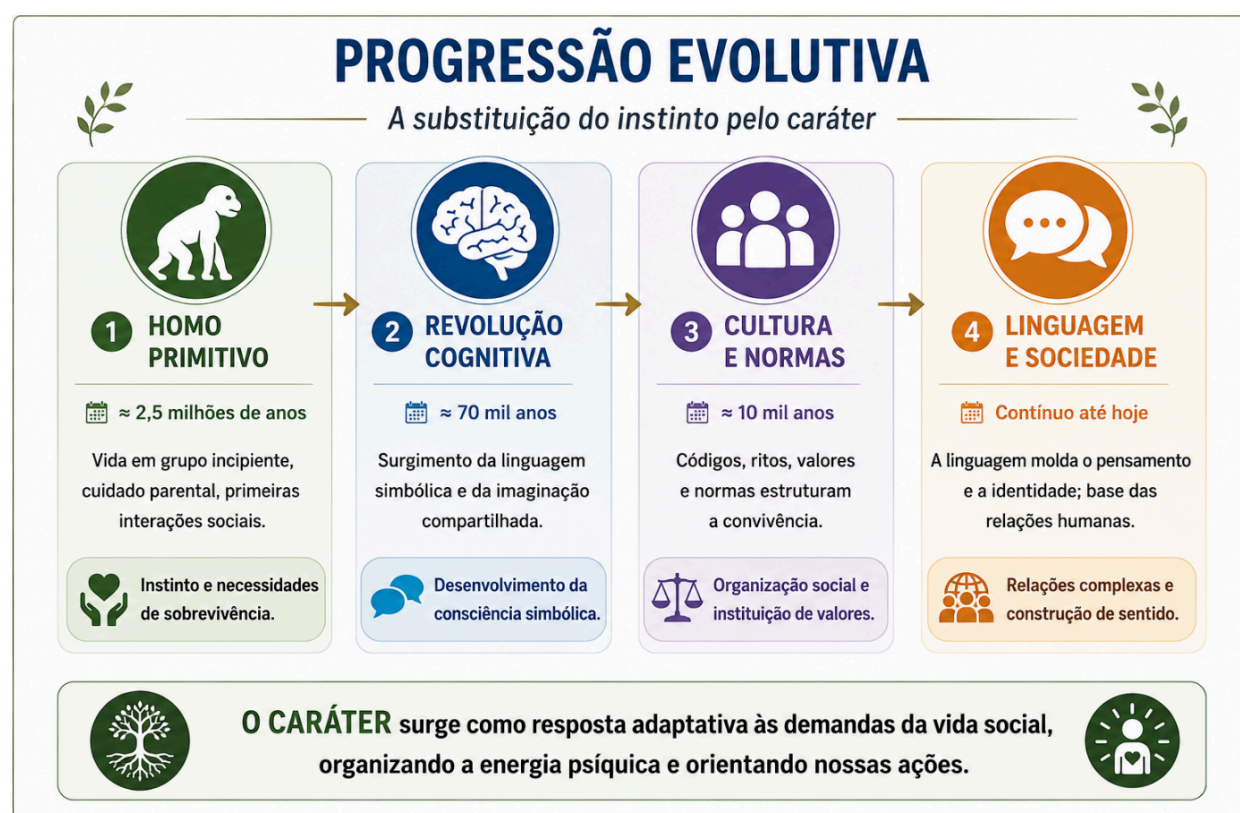 PROGRESSÃO EVOLUTIVA
A substituição do instinto pelo caráter
1
HOMO
PRIMITIVO
≈ 2,5 milhões de anos
Vida em grupo incipiente,
cuidado parental, primeiras
interações sociais.
Instinto e necessidades
de sobrevivência.
2
REVOLUÇÃO
COGNITIVA
≈ 70 mil anos
Surgimento da linguagem
simbólica e da imaginação
compartilhada.
Desenvolvimento da
consciência simbólica.
3
CULTURA
E NORMAS
≈ 10 mil anos
Códigos, ritos, valores
e normas estruturam
a convivência.
Organização social e
instituição de valores.
4
LINGUAGEM
E SOCIEDADE
Contínuo até hoje
A linguagem molda o pensamento
e a identidade; base das
relações humanas.
Relações complexas e
construção de sentido.
O CARÁTER surge como resposta adaptativa às demandas da vida social,
organizando a energia psíquica e orientando nossas ações.